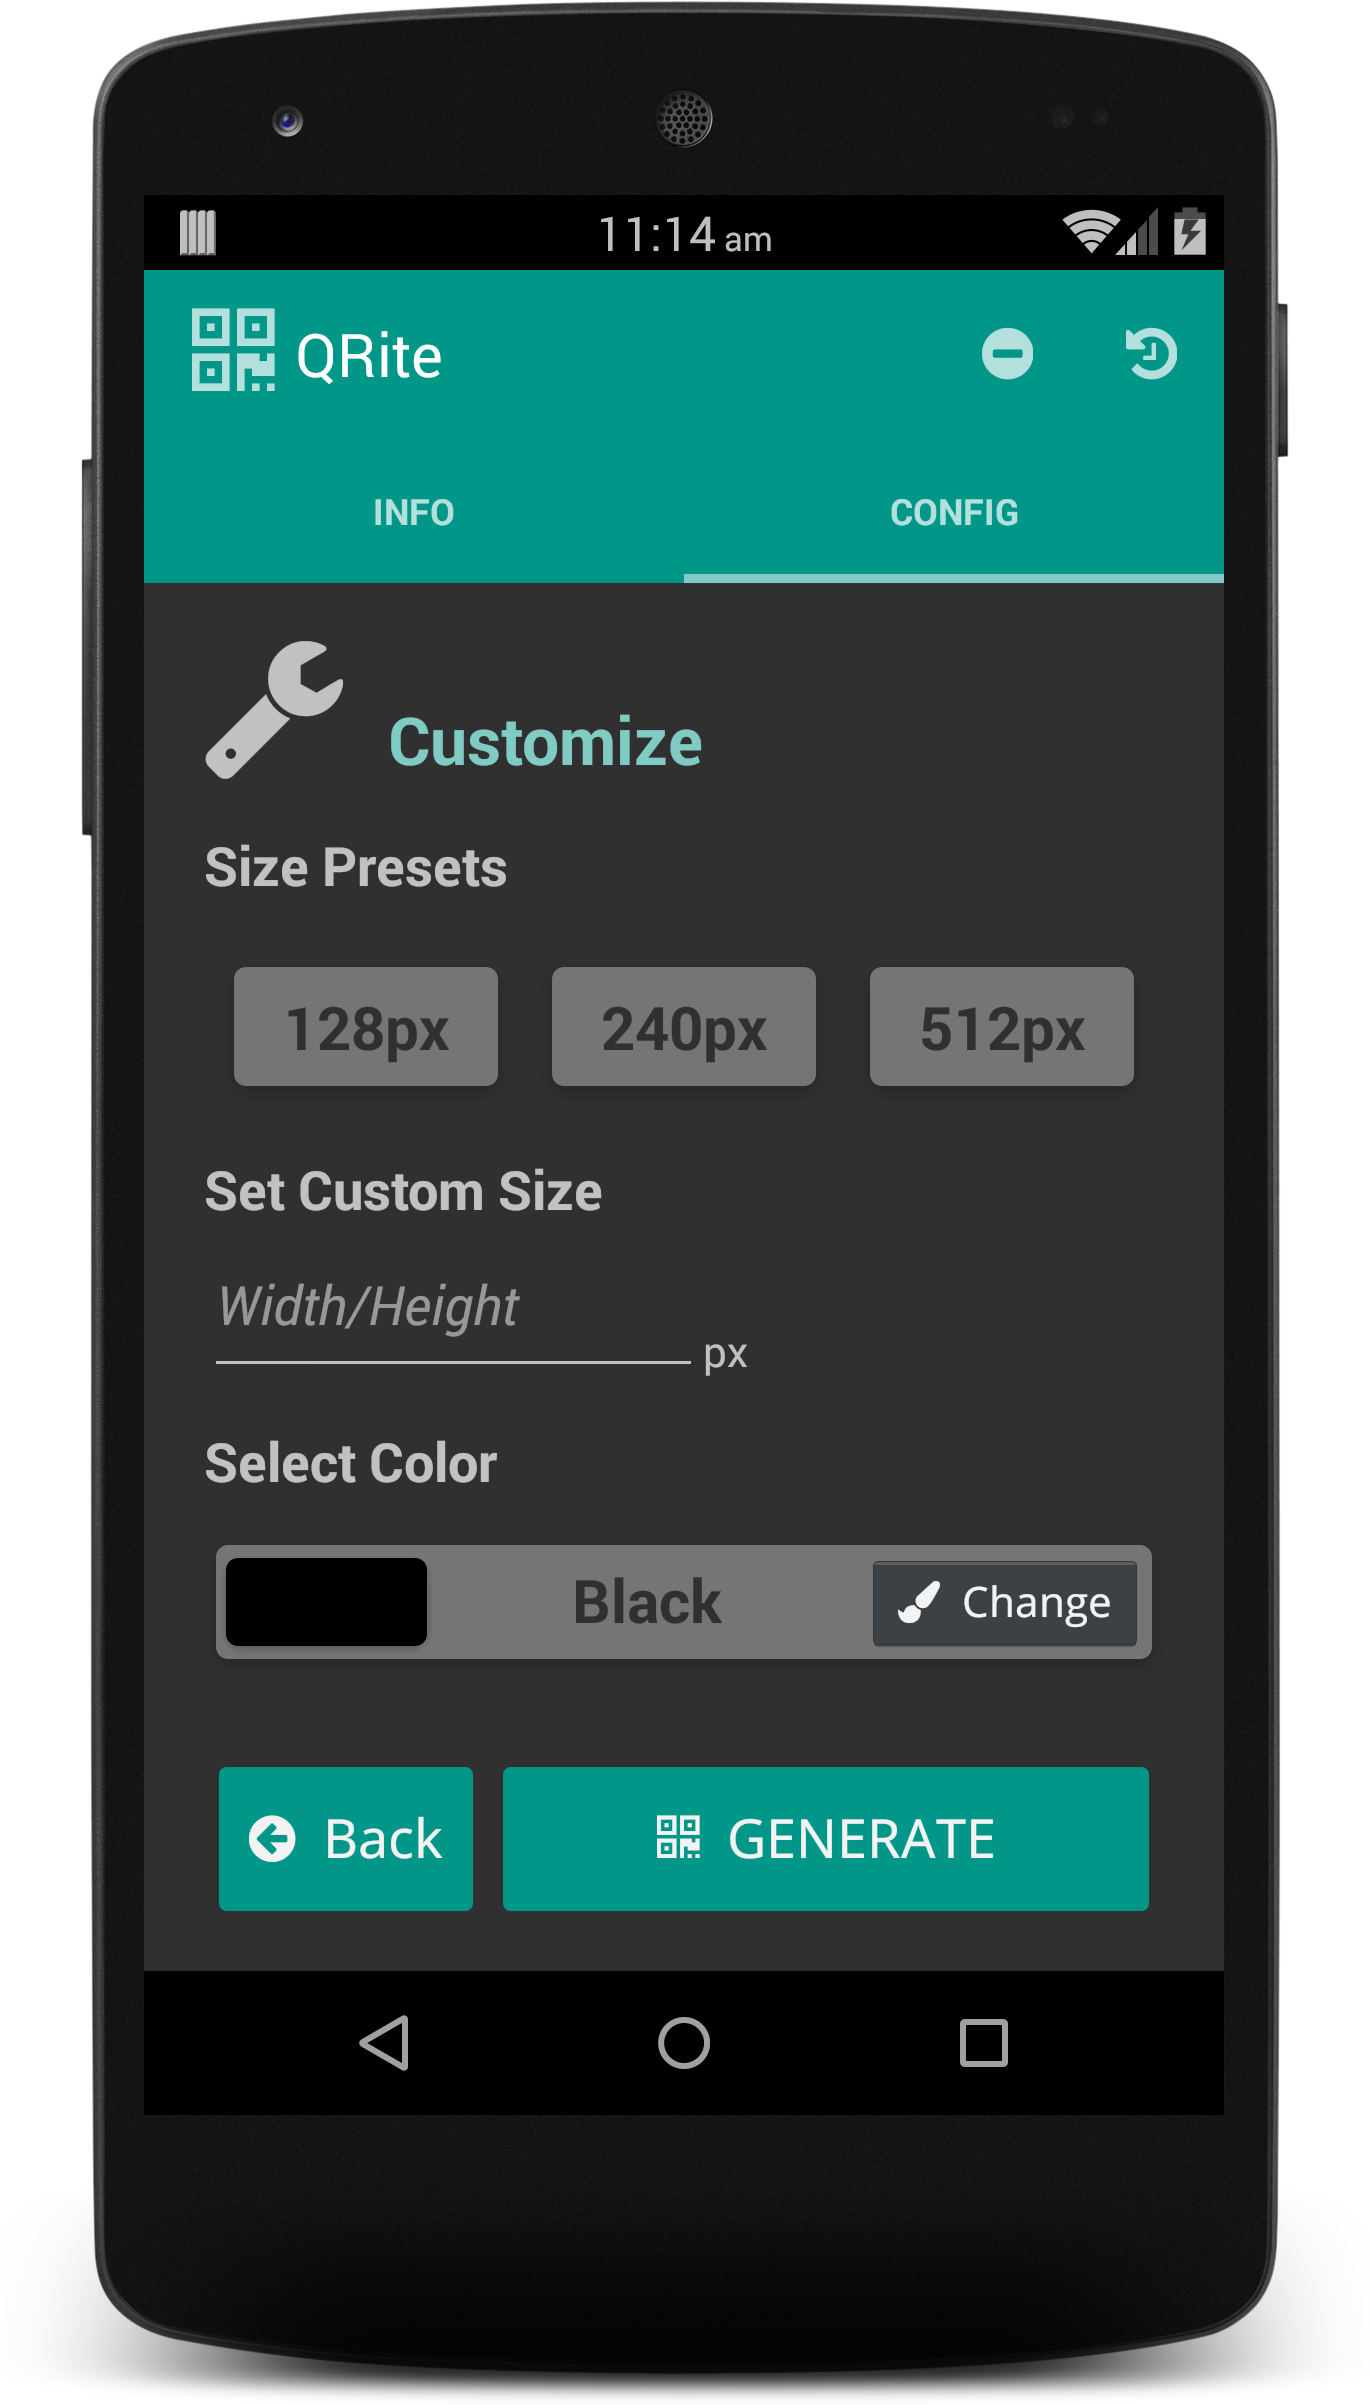 11:14 am
QRite
INFO CONFIG
Customize
Size Presets
128px 240px 512px
Set Custom Size
Width/Height
px
Select Color
Black Change
Back GENERATE